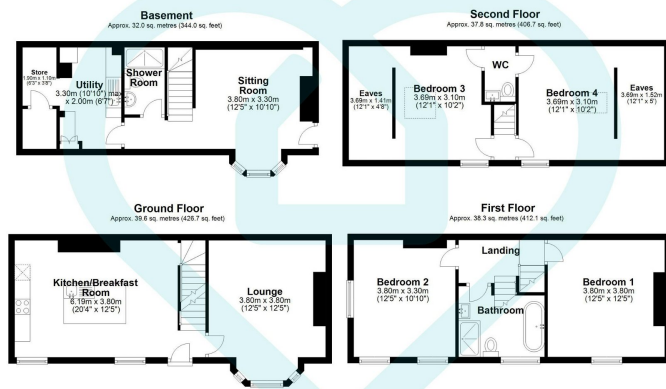 Basement
Approx. 32.0 sq. metres (344.0 sq. feet)
Store
1.90m x 1.10m
(6'3" x 3'8")
Utility
3.30m (10'10") max
x 2.00m (6'7")
Shower
Room
Sitting
Room
3.80m x 3.30m
(12'5" x 10'10")
Second Floor
Approx. 37.8 sq. metres (406.7 sq. feet)
Eaves
3.69m x 1.41m
(12'1" x 4'8")
Bedroom 3
3.69m x 3.10m
(12'1" x 10'2")
WC
Bedroom 4
3.69m x 3.10m
(12'1" x 10'2")
Eaves
3.69m x 1.52m
(12'1" x 5')
Ground Floor
Approx. 39.6 sq. metres (426.7 sq. feet)
Kitchen/Breakfast
Room
6.19m x 3.80m
(20'4" x 12'5")
Lounge
3.80m x 3.80m
(12'5" x 12'5")
First Floor
Approx. 38.3 sq. metres (412.1 sq. feet)
Bedroom 2
3.80m x 3.30m
(12'5" x 10'10")
Landing
Bathroom
Bedroom 1
3.80m x 3.80m
(12'5" x 12'5")